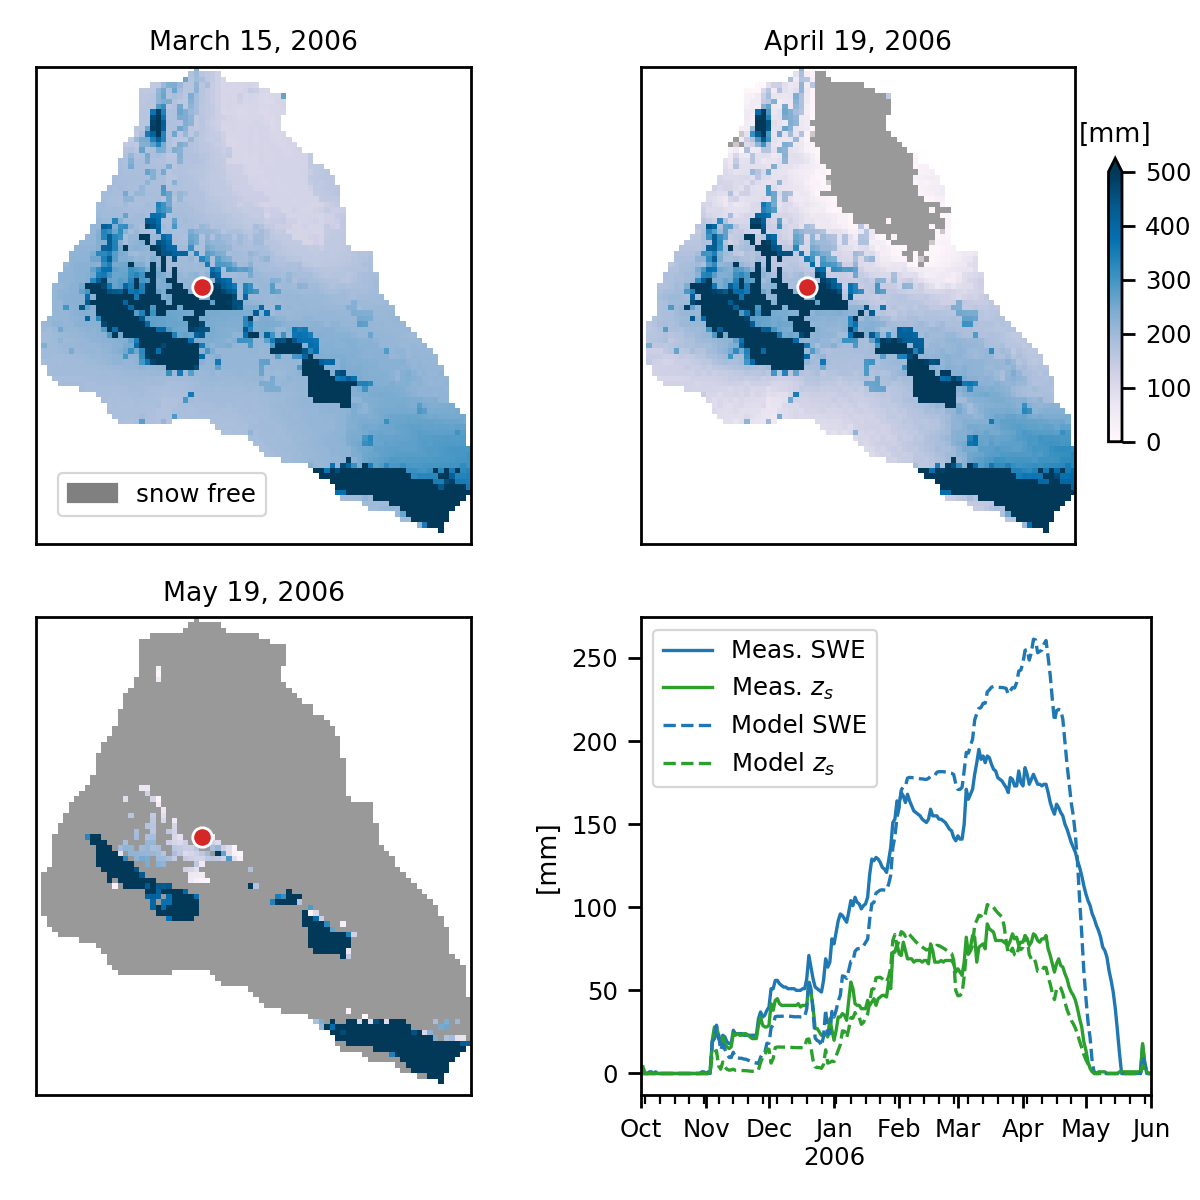 March 15, 2006
April 19, 2006
[mm]
500
400
300
200
100
0
snow free
May 19, 2006
Meas. SWE
Meas. zₛ
Model SWE
Model zₛ
[mm]
250
200
150
100
50
0
Oct Nov Dec Jan Feb Mar Apr May Jun
2006